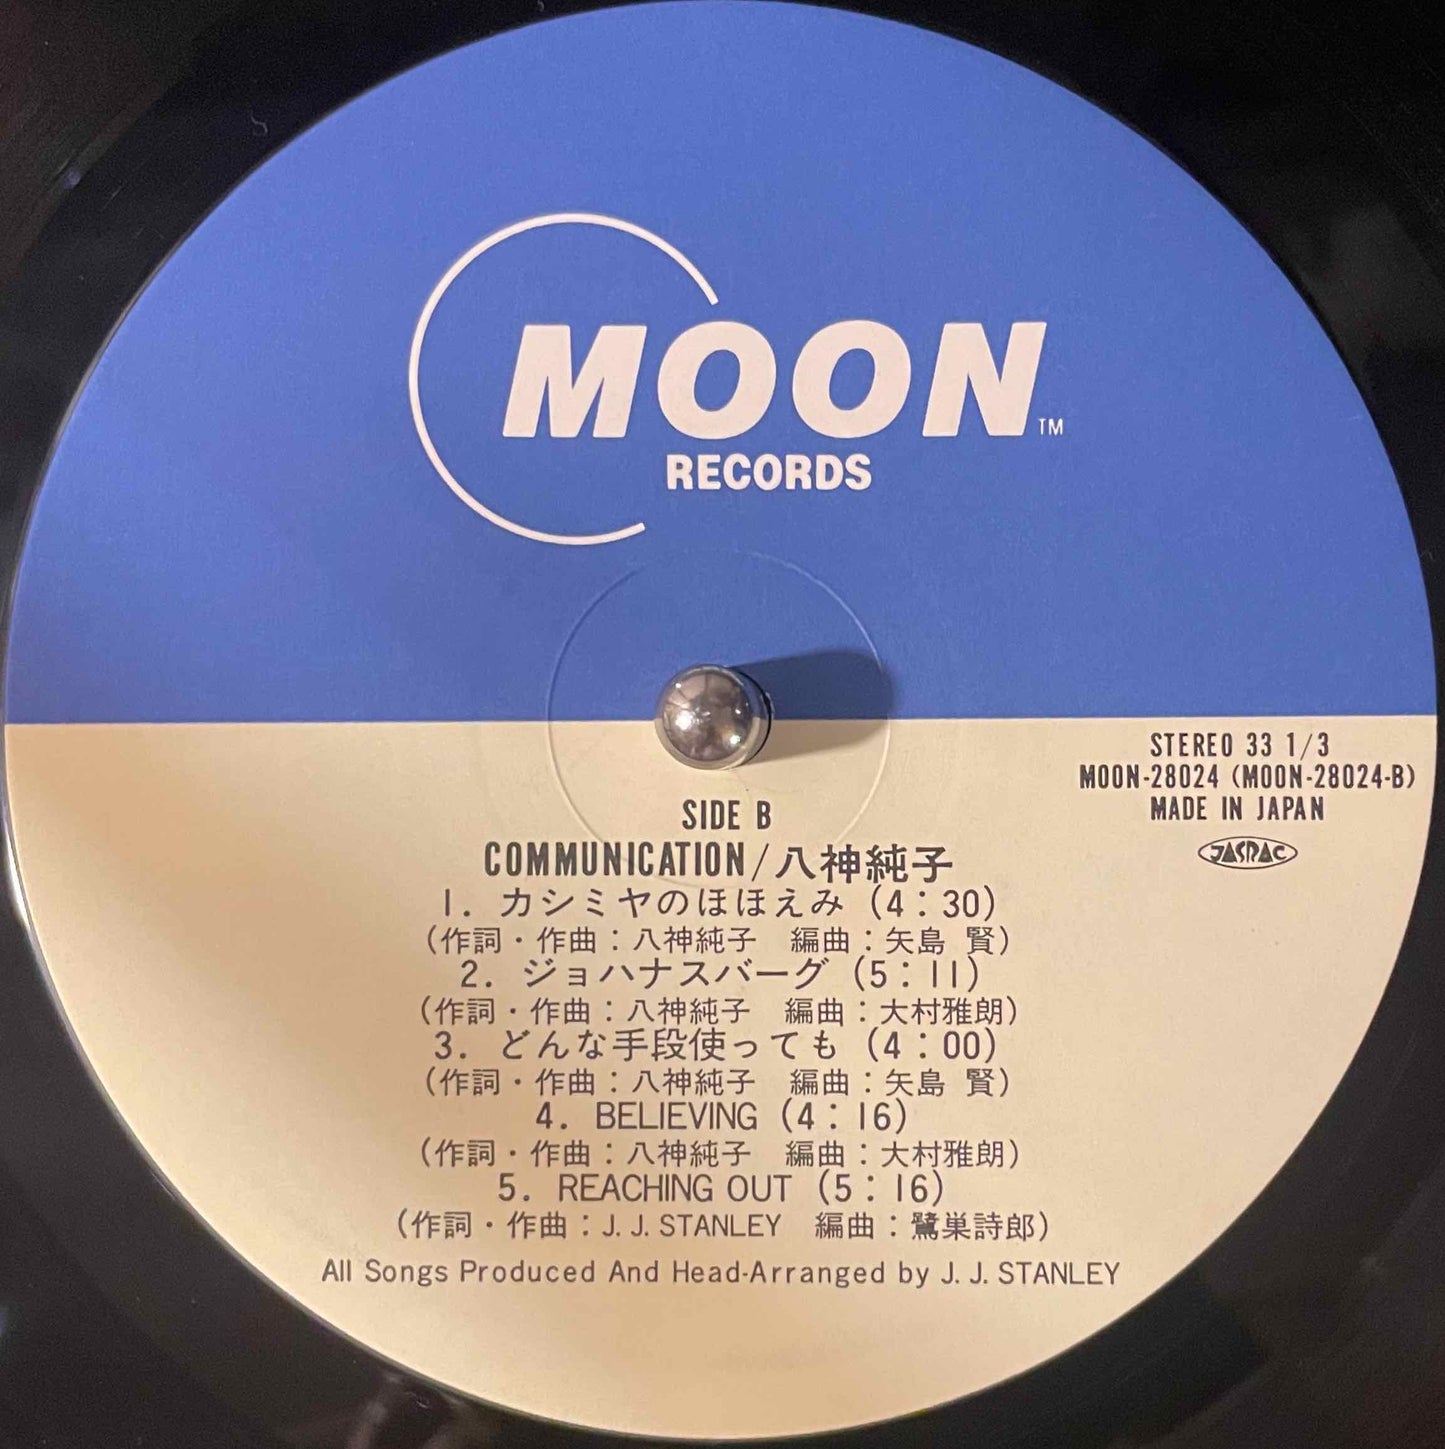 MOON TM
RECORDS
STEREO 33 1/3
MOON-28024 (MOON-28024-B)
MADE IN JAPAN
JASRAC
SIDE B
COMMUNICATION/八神純子
1. カシミヤのほほえみ (4:30)
(作詞・作曲:八神純子 編曲:矢島 賢)
2. ジョハナスバーグ (5:11)
(作詞・作曲:八神純子 編曲:大村雅朗)
3. どんな手段使っても (4:00)
(作詞・作曲:八神純子 編曲:矢島 賢)
4. BELIEVING (4:16)
(作詞・作曲:八神純子 編曲:大村雅朗)
5. REACHING OUT (5:16)
(作詞・作曲:J. J. STANLEY 編曲:鷺巣詩郎)
All Songs Produced And Head-Arranged by J. J. STANLEY